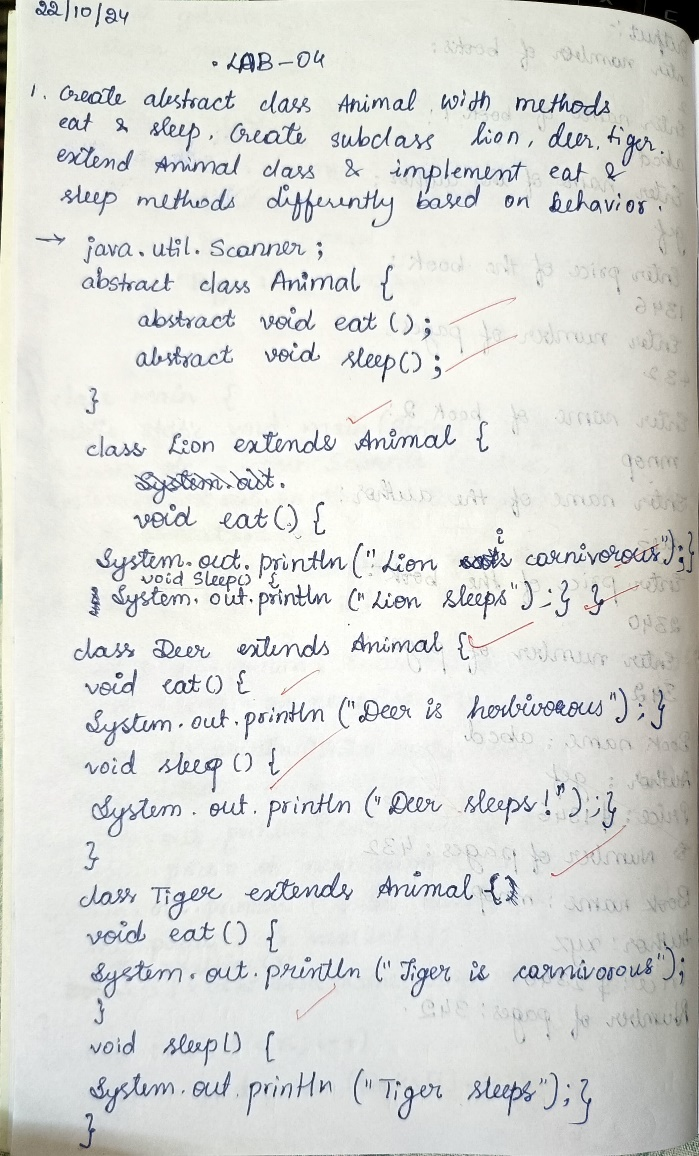 22/10/24
LAB-04
1. Create abstract class Animal with methods
eat & sleep. Create subclass lion, deer, tiger.
extend Animal class & implement eat &
sleep methods differently based on behavior.
→ java.util.Scanner;
abstract class Animal {
abstract void eat ();
abstract void sleep();
}
class Lion extends Animal {
System.out.
void eat() {
System.out.println("Lion is carnivorous");}
void Sleep() {
System.out.println ("Lion sleeps");} }
class Deer extends Animal {
void eat() {
System.out.println ("Deer is herbivorous");}
void sleep () {
System.out.println ("Deer sleeps!");}
}
class Tiger extends Animal {
void eat () {
System.out.println ("Tiger is carnivorous");
}
void sleep() {
System.out.println ("Tiger sleeps");}
}